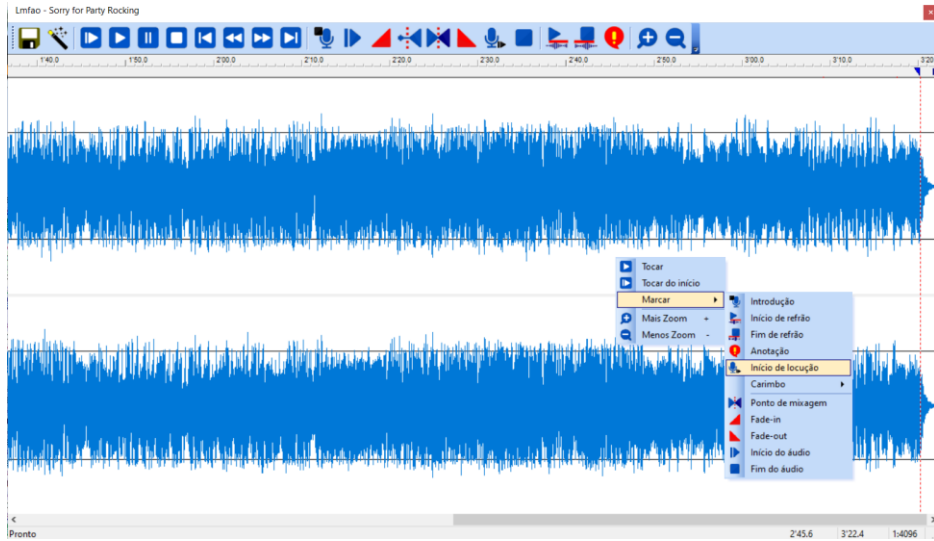 Lmfao - Sorry for Party Rocking
1'40.0 1'50.0 2'00.0 2'10.0 2'20.0 2'30.0 2'40.0 2'50.0 3'00.0 3'10.0 3'20
Tocar
Tocar do início
Marcar
Mais Zoom +
Menos Zoom -
Introdução
Início de refrão
Fim de refrão
Anotação
Início de locução
Carimbo
Ponto de mixagem
Fade-in
Fade-out
Início do áudio
Fim do áudio
Pronto 2'45.6 3'22.4 1:4096